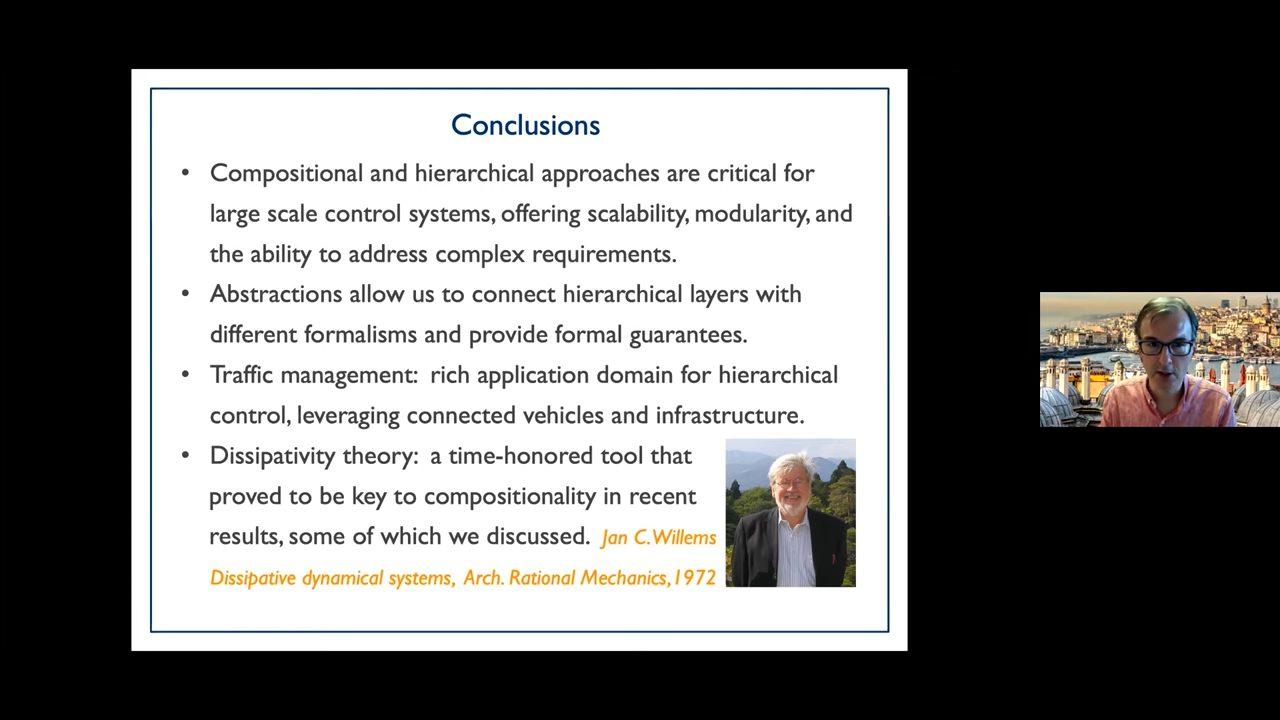 Conclusions
• Compositional and hierarchical approaches are critical for
large scale control systems, offering scalability, modularity, and
the ability to address complex requirements.
• Abstractions allow us to connect hierarchical layers with
different formalisms and provide formal guarantees.
• Traffic management: rich application domain for hierarchical
control, leveraging connected vehicles and infrastructure.
• Dissipativity theory: a time-honored tool that
proved to be key to compositionality in recent
results, some of which we discussed. Jan C. Willems
Dissipative dynamical systems, Arch. Rational Mechanics, 1972